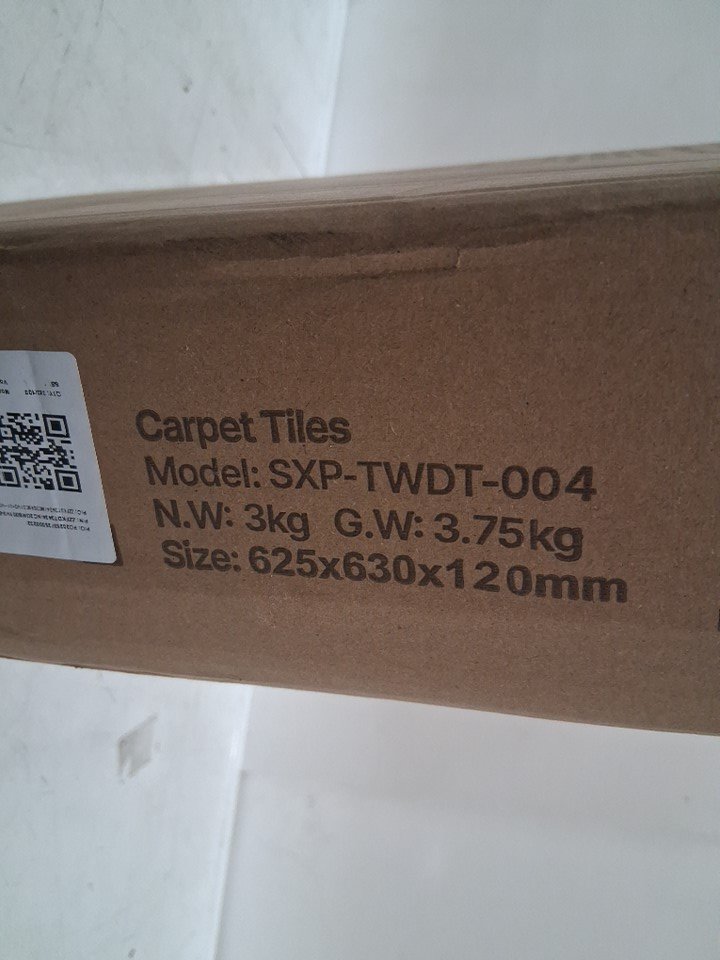 Carpet Tiles
Model: SXP-TWDT-004
N.W: 3kg G.W: 3.75kg
Size: 625x630x120mm